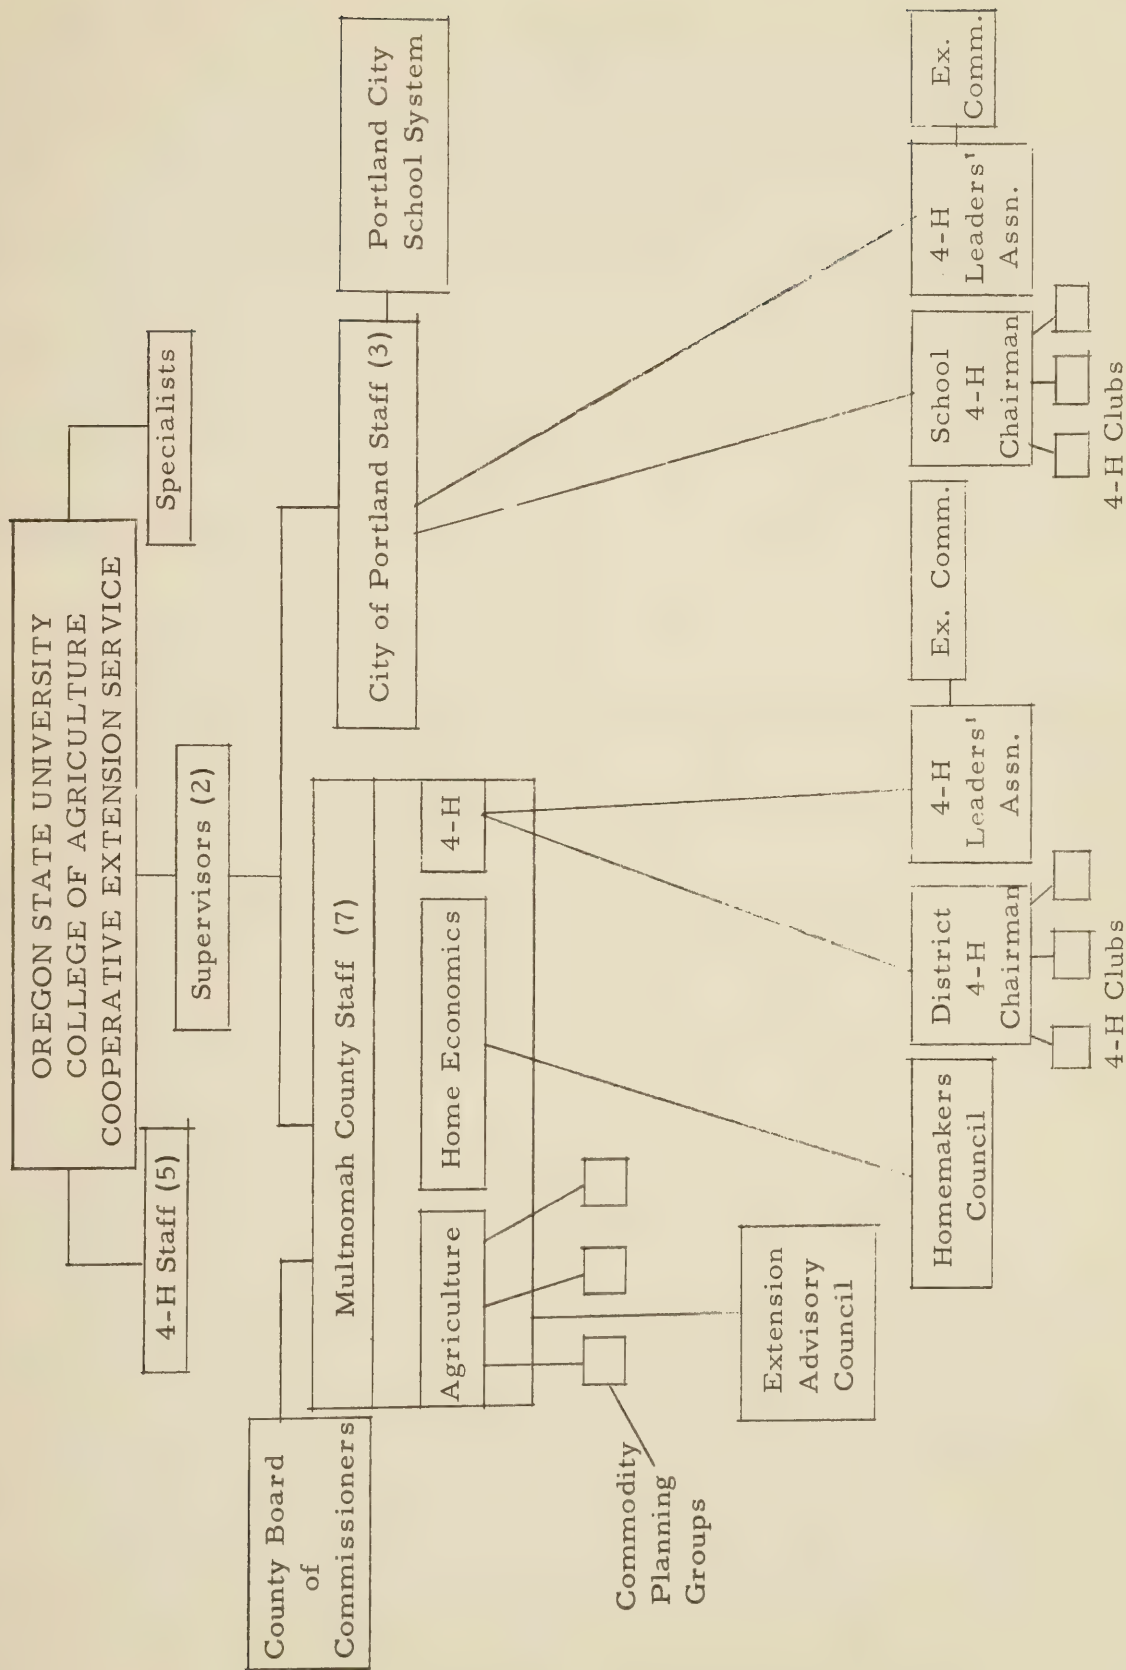 OREGON STATE UNIVERSITY
COLLEGE OF AGRICULTURE
COOPERATIVE EXTENSION SERVICE
4-H Staff (5)
Specialists
Supervisors (2)
County Board
of
Commissioners
Multnomah County Staff (7)
Agriculture
Home Economics
4-H
City of Portland Staff (3)
Portland City
School System
Commodity
Planning
Groups
Extension
Advisory
Council
Homemakers
Council
District
4-H
Chairman
4-H Clubs
4-H
Leaders'
Assn.
Ex. Comm.
School
4-H
Chairman
4-H Clubs
4-H
Leaders'
Assn.
Ex.
Comm.